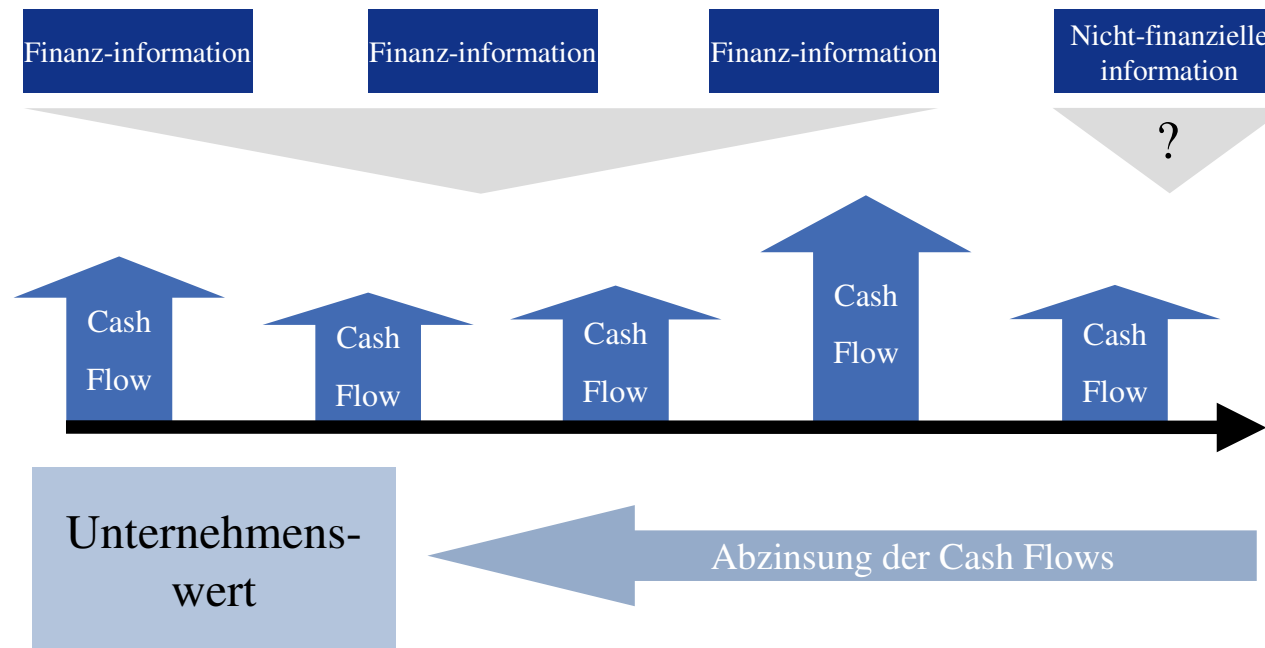 Finanz-information
Finanz-information
Finanz-information
Nicht-finanzielle
information
?
Cash
Flow
Cash
Flow
Cash
Flow
Cash
Flow
Cash
Flow
Unternehmens-
wert
Abzinsung der Cash Flows